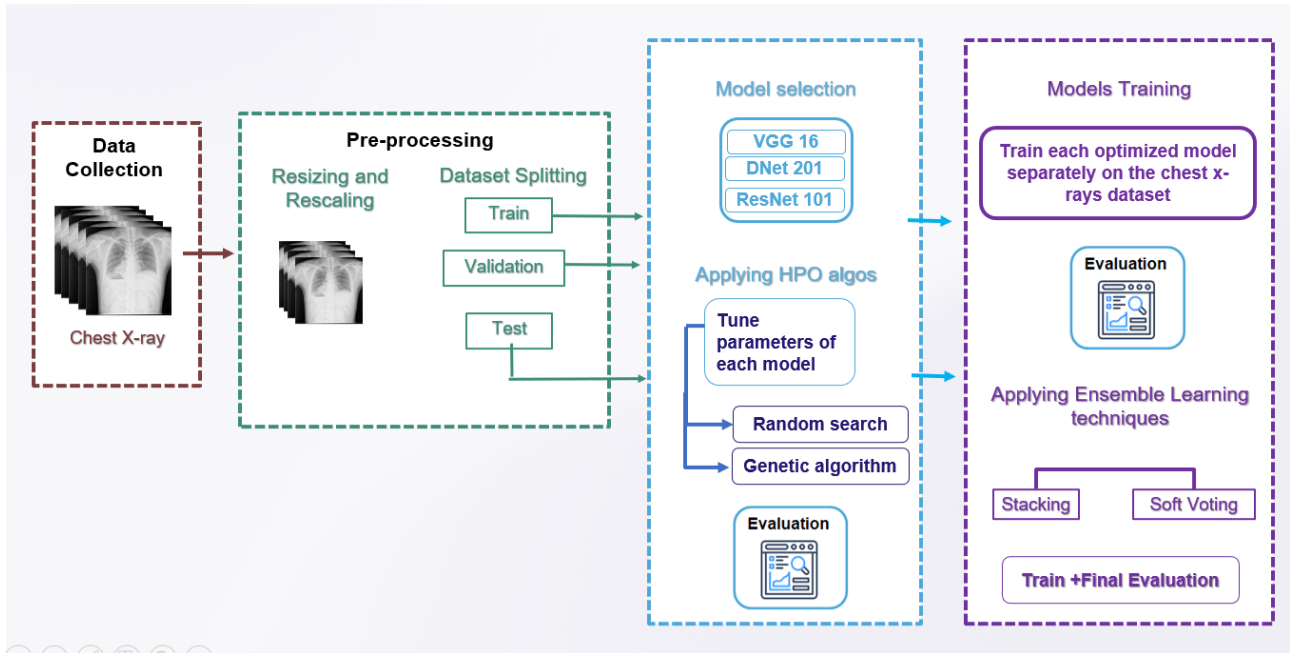 Data
Collection
Chest X-ray
Pre-processing
Resizing and
Rescaling
Dataset Splitting
Train
Validation
Test
Model selection
VGG 16
DNet 201
ResNet 101
Applying HPO algos
Tune
parameters of
each model
Random search
Genetic algorithm
Evaluation
Models Training
Train each optimized model
separately on the chest x-
rays dataset
Evaluation
Applying Ensemble Learning
techniques
Stacking
Soft Voting
Train +Final Evaluation